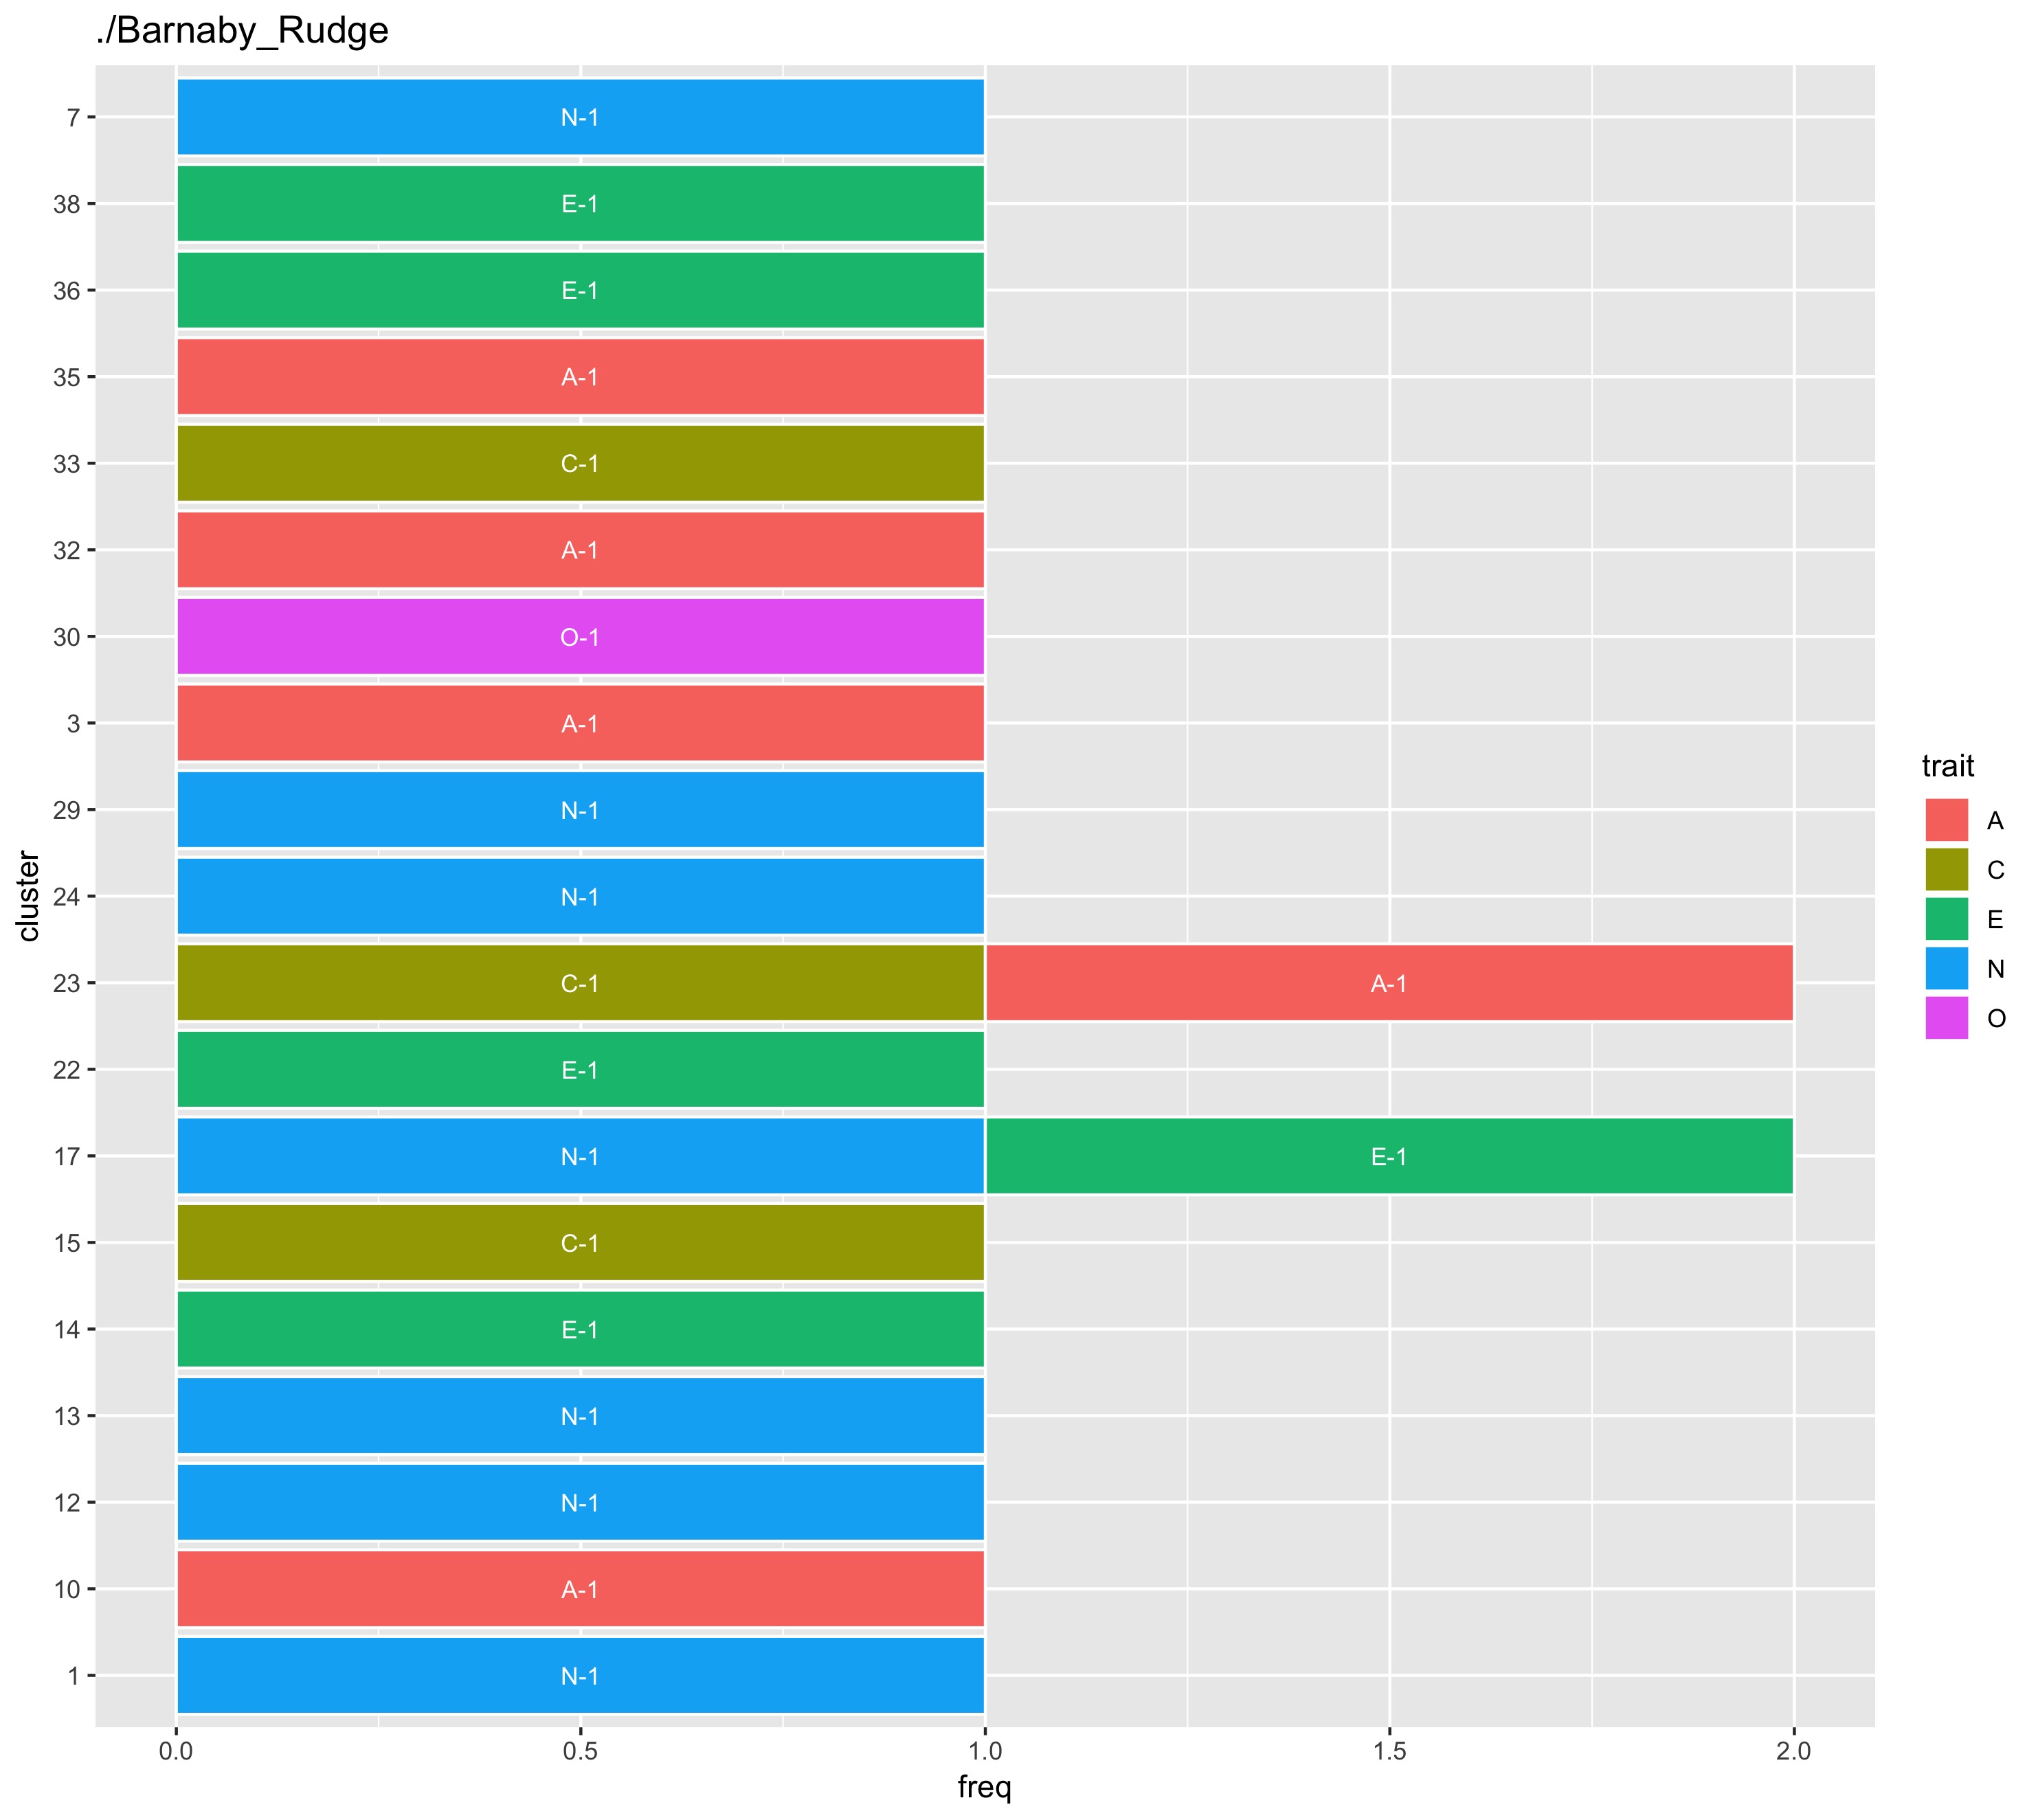 ./Barnaby_Rudge
7 N-1
38 E-1
36 E-1
35 A-1
33 C-1
32 A-1
30 O-1
3 A-1
29 N-1
24 N-1
23 C-1 A-1
22 E-1
17 N-1 E-1
15 C-1
14 E-1
13 N-1
12 N-1
10 A-1
1 N-1
0.0 0.5 1.0 1.5 2.0
freq
cluster
trait
A
C
E
N
O